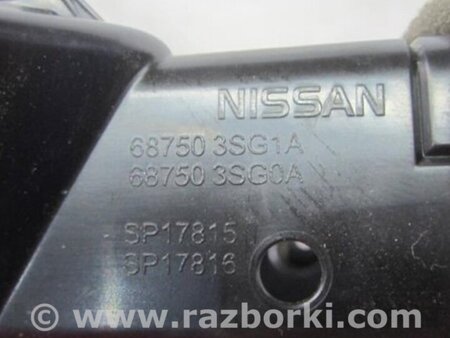 NISSAN
68750 3SG1A
68750 3SG0A
SP17815
SP17816
www.razborki.com